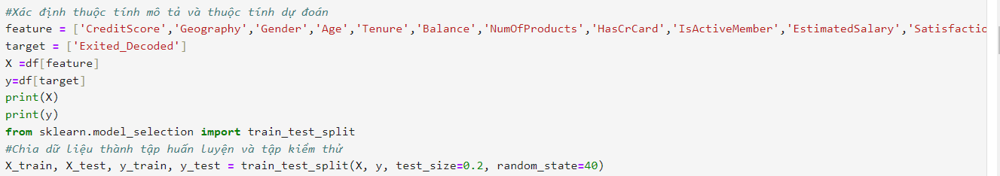 #Xác định thuộc tính mô tả và thuộc tính dự đoán
feature = ['CreditScore','Geography','Gender','Age','Tenure','Balance','NumOfProducts','HasCrCard','IsActiveMember','EstimatedSalary','Satisfactio
target = ['Exited_Decoded']
X =df[feature]
y=df[target]
print(X)
print(y)
from sklearn.model_selection import train_test_split
#Chia dữ liệu thành tập huấn luyện và tập kiểm thử
X_train, X_test, y_train, y_test = train_test_split(X, y, test_size=0.2, random_state=40)